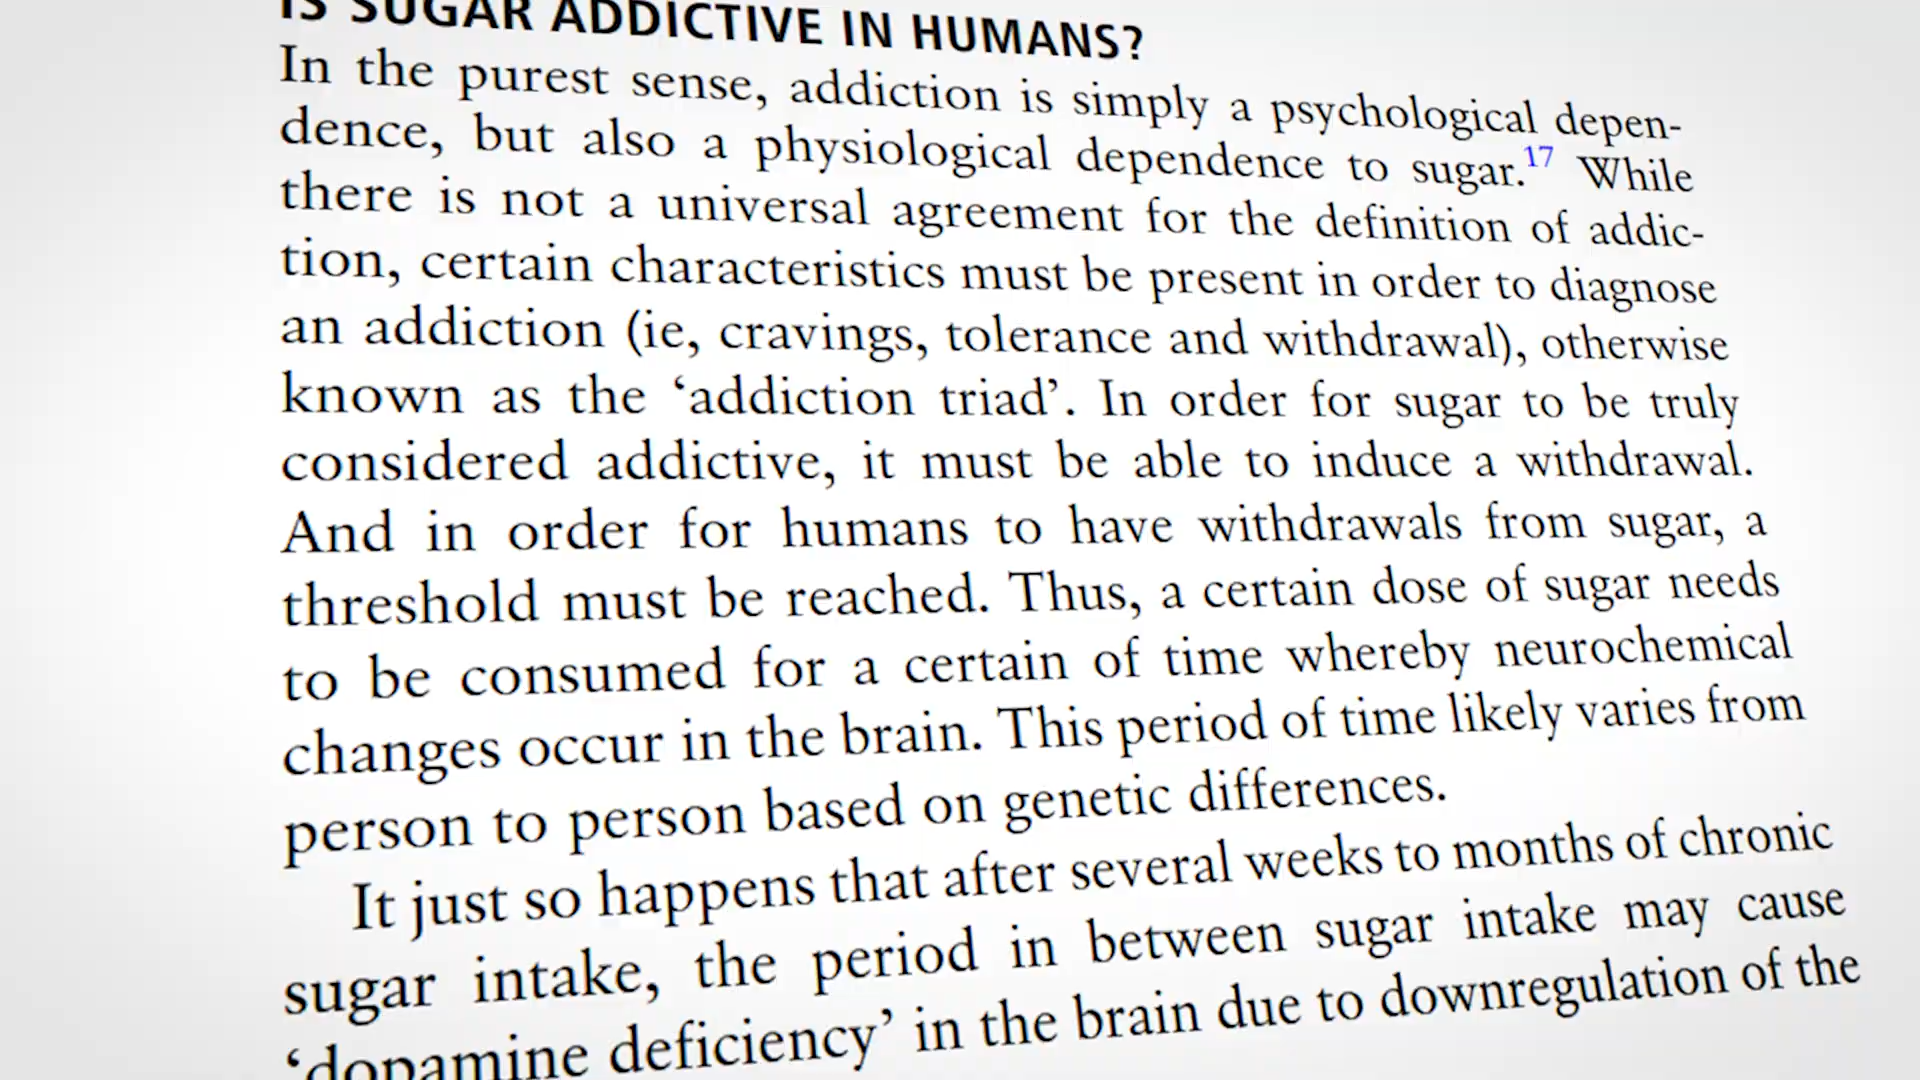 IS SUGAR ADDICTIVE IN HUMANS?
In the purest sense, addiction is simply a psychological depen-
dence, but also a physiological dependence to sugar.17 While
there is not a universal agreement for the definition of addic-
tion, certain characteristics must be present in order to diagnose
an addiction (ie, cravings, tolerance and withdrawal), otherwise
known as the ‘addiction triad’. In order for sugar to be truly
considered addictive, it must be able to induce a withdrawal.
And in order for humans to have withdrawals from sugar, a
threshold must be reached. Thus, a certain dose of sugar needs
to be consumed for a certain of time whereby neurochemical
changes occur in the brain. This period of time likely varies from
person to person based on genetic differences.
It just so happens that after several weeks to months of chronic
sugar intake, the period in between sugar intake may cause
‘dopamine deficiency’ in the brain due to downregulation of the